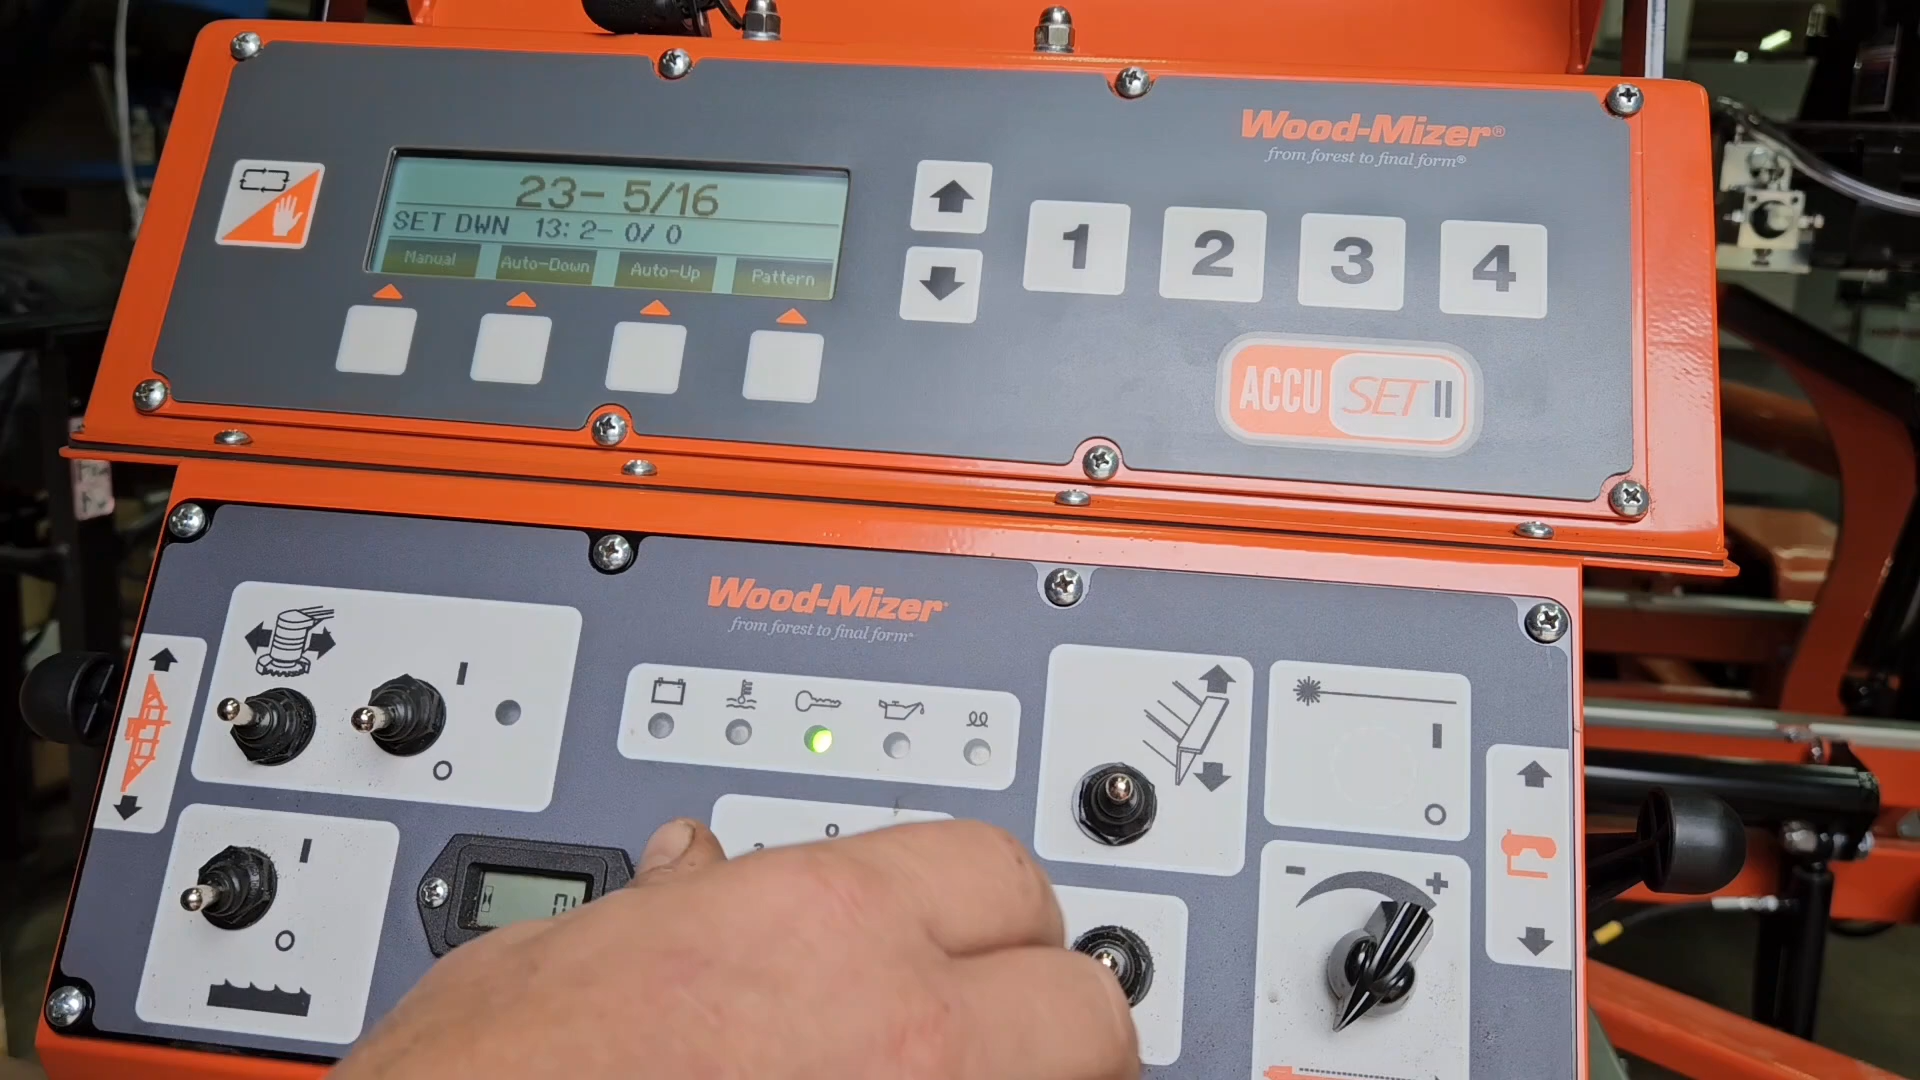 Wood-Mizer®
from forest to final form®
23- 5/16
SET DWN 13: 2- 0/ 0
Manual Auto-Down Auto-Up Pattern
1 2 3 4
ACCU SET II
Wood-Mizer®
from forest to final form